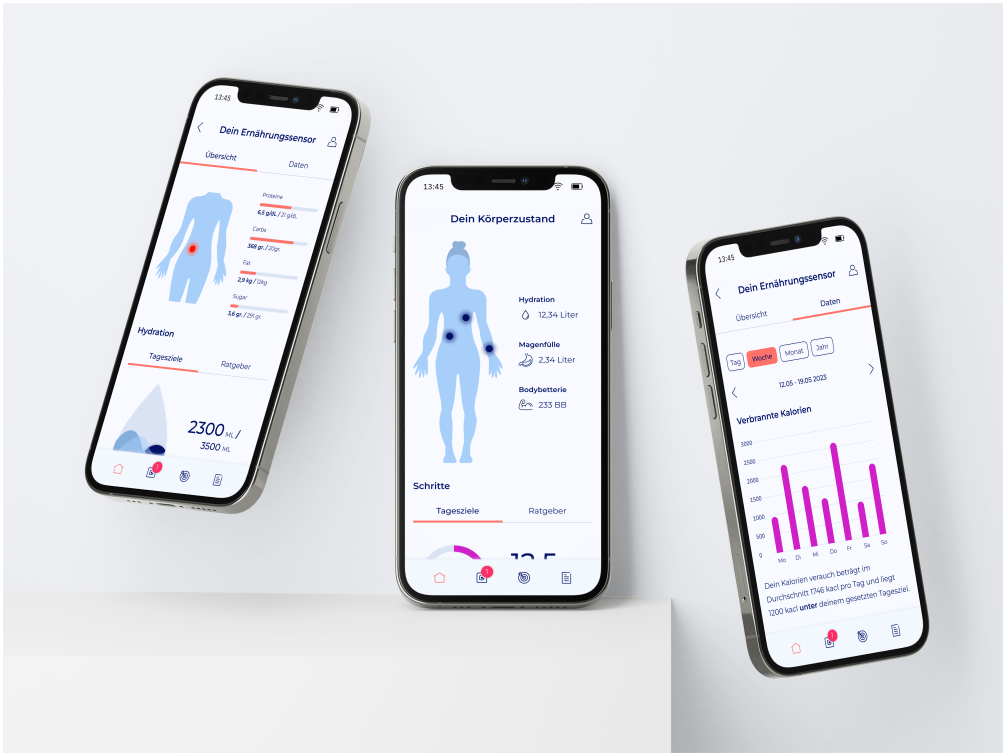 13:45
Dein Ernährungssensor
Übersicht
Daten
Proteine
6,5 g/dL / 21 g/dL
Carbs
368 gr. / 20gr.
Fat
2,9 kg / 12kg
Sugar
1,6 gr. / 291 gr.
Hydration
Tagesziele
Ratgeber
2300 ML /
3500 ML
1
13:45
Dein Körperzustand
Hydration
12,34 Liter
Magenfülle
2,34 Liter
Bodybetterie
233 BB
Schritte
Tagesziele
Ratgeber
1
13:45
Dein Ernährungssensor
Übersicht
Daten
Tag
Woche
Monat
Jahr
12.05 - 19.05 2023
Verbrannte Kalorien
3000
2500
2000
1500
1000
500
0
Mo
Di
Mi
Do
Fr
Sa
So
Dein Kalorien verauch beträgt im
Durchschnitt 1746 kacl pro Tag und liegt
1200 kacl unter deinem gesetzten Tagesziel.
1